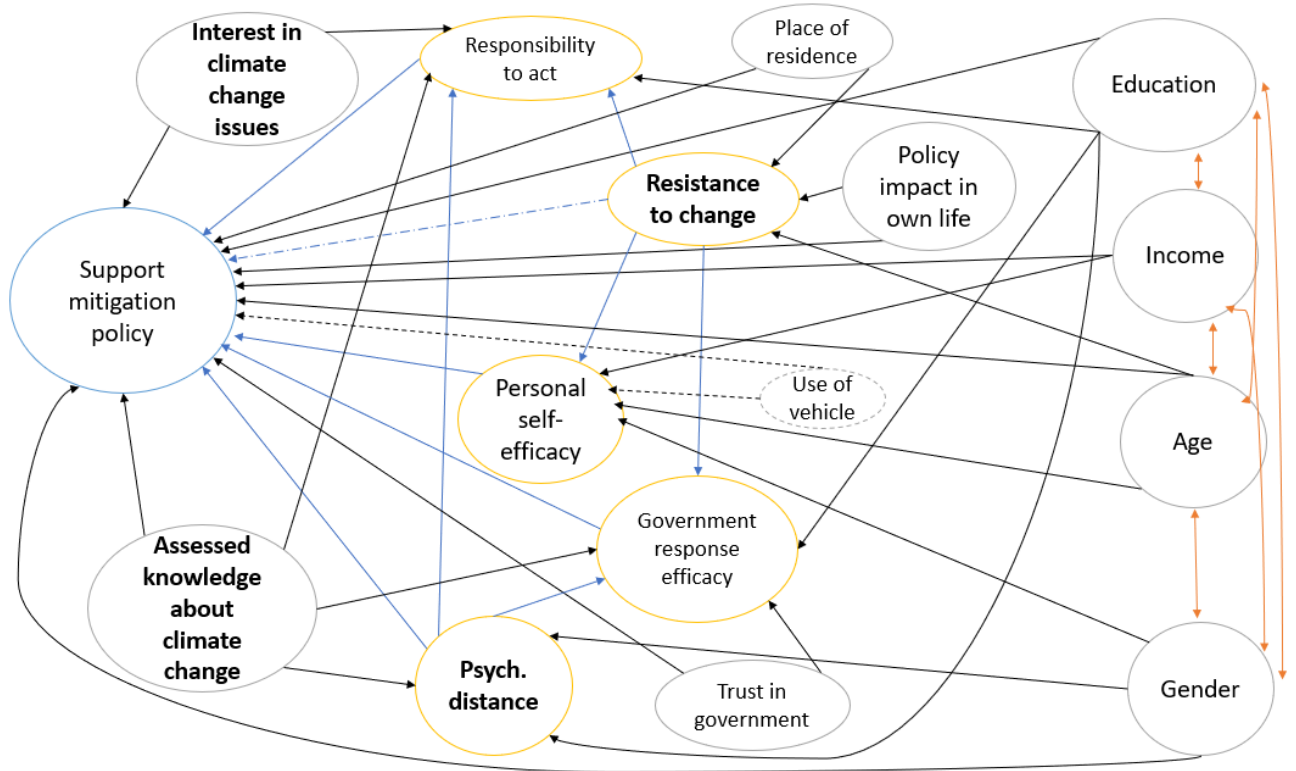 Interest in
climate
change
issues
Responsibility
to act
Place of
residence
Education
Resistance
to change
Policy
impact in
own life
Income
Support
mitigation
policy
Personal
self-
efficacy
Use of
vehicle
Age
Government
response
efficacy
Assessed
knowledge
about
climate
change
Psych.
distance
Trust in
government
Gender